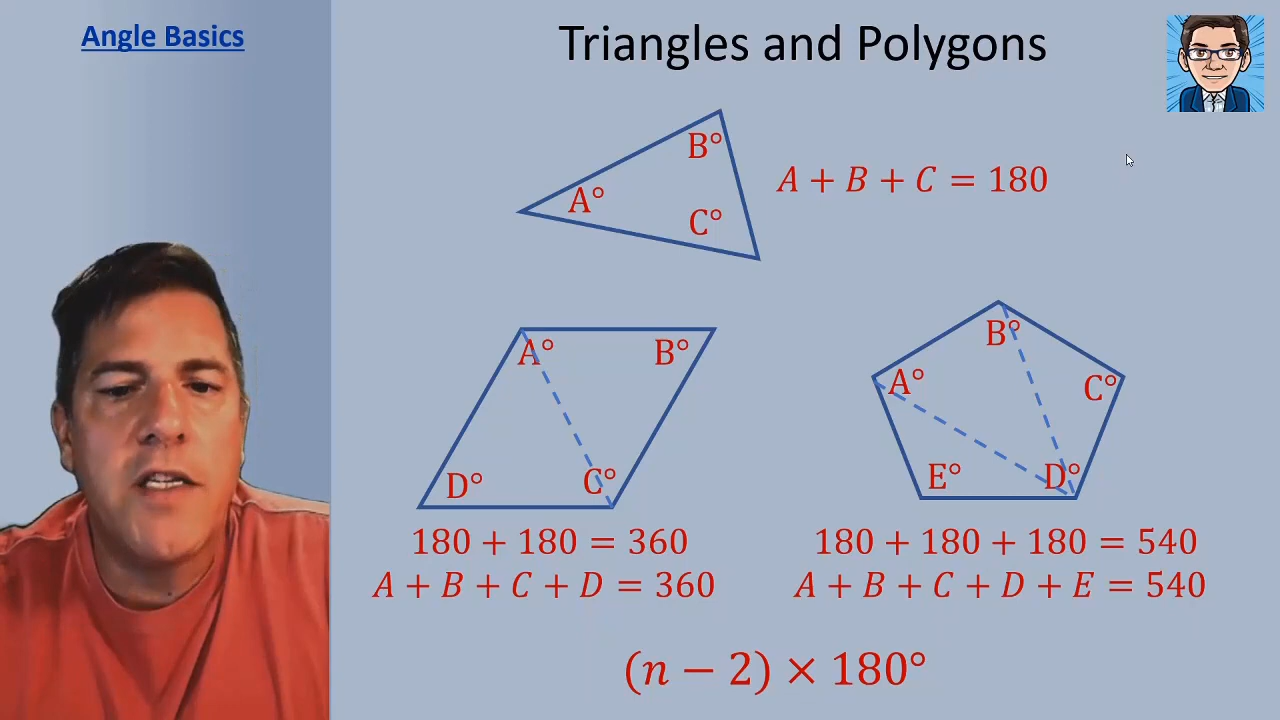 Angle Basics
Triangles and Polygons
B°
A°
C°
A + B + C = 180
A°
B°
D°
C°
180 + 180 = 360
A + B + C + D = 360
B°
A°
C°
E°
D°
180 + 180 + 180 = 540
A + B + C + D + E = 540
(n − 2) × 180°